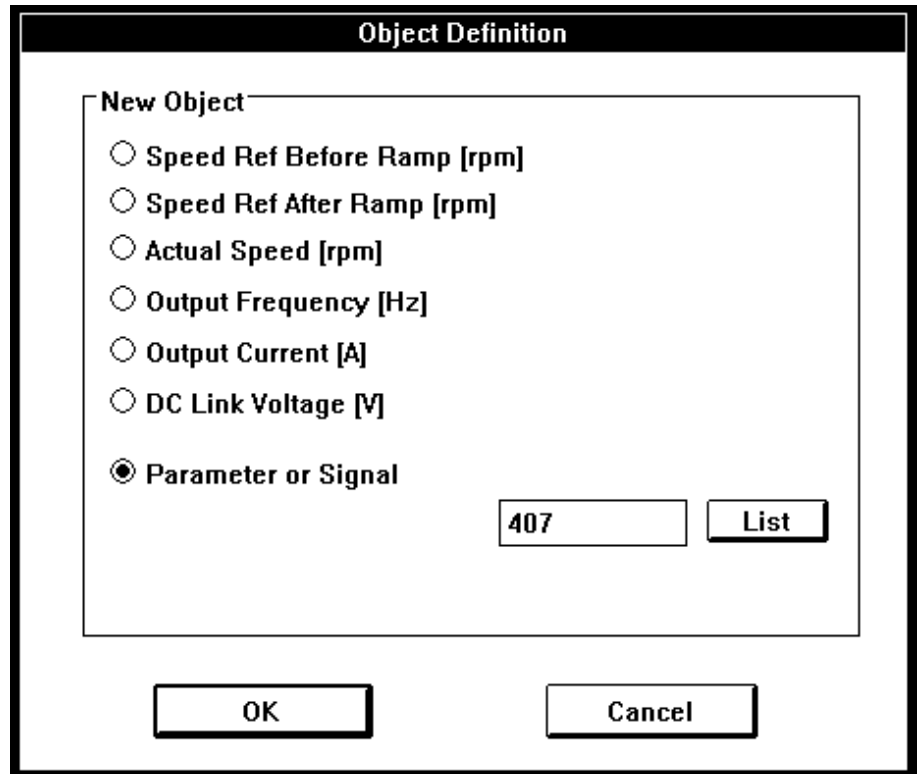 Object Definition
New Object
Speed Ref Before Ramp [rpm]
Speed Ref After Ramp [rpm]
Actual Speed [rpm]
Output Frequency [Hz]
Output Current [A]
DC Link Voltage [V]
Parameter or Signal
407 List
OK Cancel